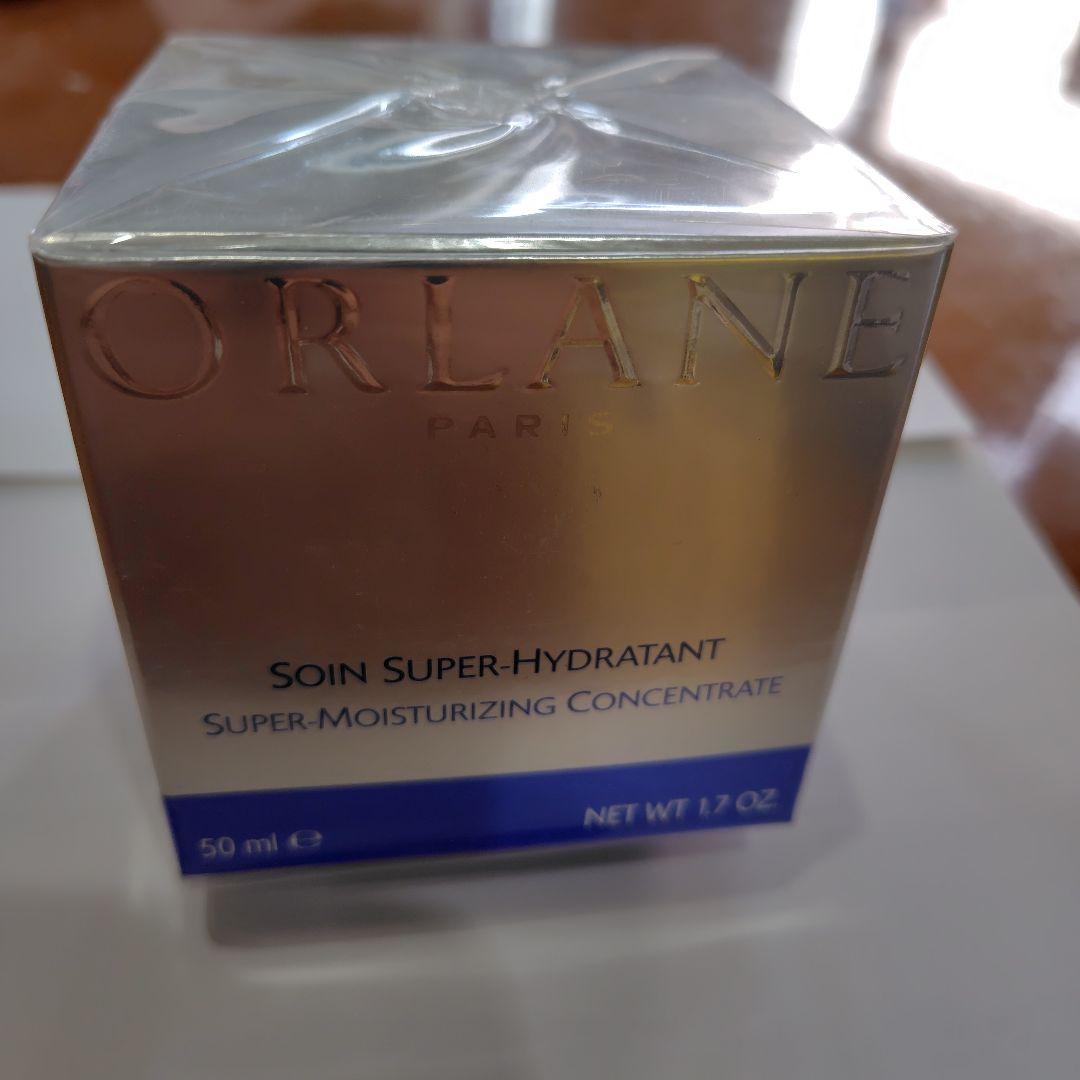 ORLANE
PARIS
SOIN SUPER-HYDRATANT
SUPER-MOISTURIZING CONCENTRATE
50 ml ℮
NET WT 1.7 OZ.